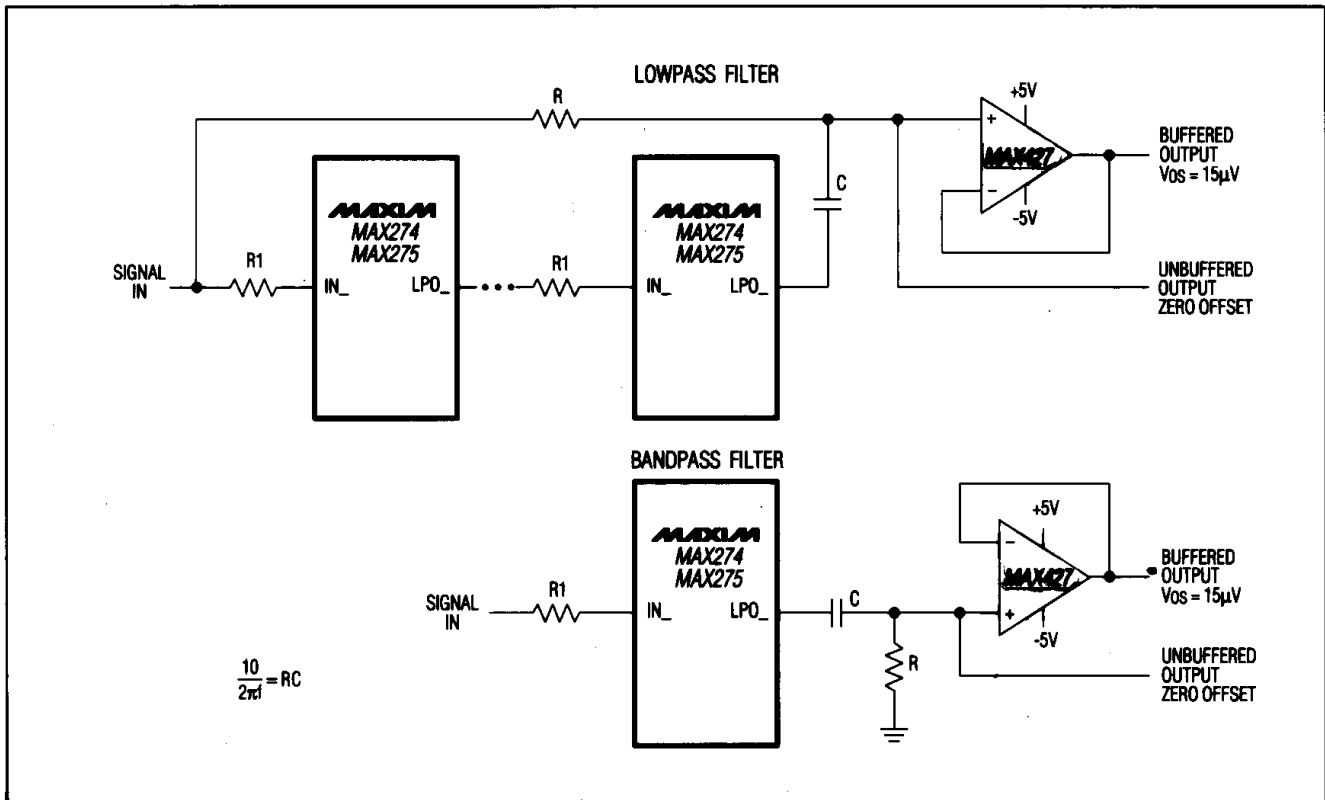 LOWPASS FILTER
R
+5V
+
MAX427
−
-5V
BUFFERED
OUTPUT
VOS = 15µV
C
MAXIM
MAX274
MAX275
IN_
LPO_
MAXIM
MAX274
MAX275
IN_
LPO_
SIGNAL
IN
R1
R1
UNBUFFERED
OUTPUT
ZERO OFFSET
BANDPASS FILTER
MAXIM
MAX274
MAX275
IN_
LPO_
SIGNAL
IN
R1
C
R
+5V
−
MAX427
+
-5V
BUFFERED
OUTPUT
VOS = 15µV
UNBUFFERED
OUTPUT
ZERO OFFSET
10
2πf
= RC